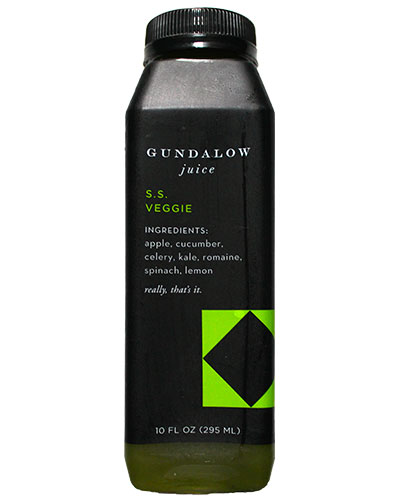 GUNDALOW
juice
S.S.
VEGGIE
INGREDIENTS:
apple, cucumber,
celery, kale, romaine,
spinach, lemon
really, that's it.
10 FL OZ (295 ML)